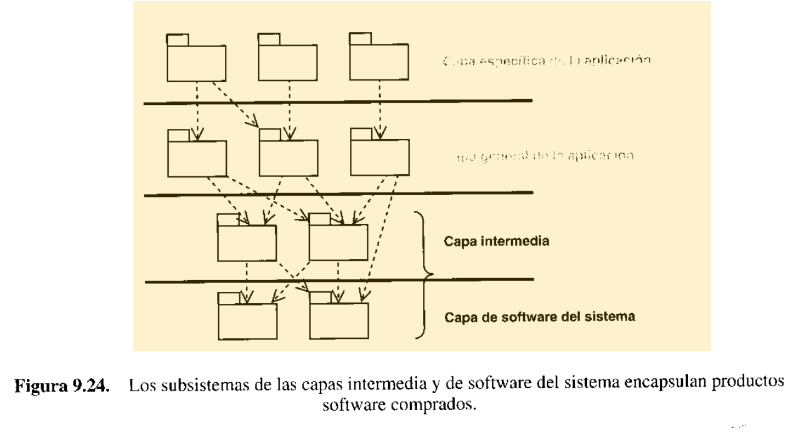 Capa específica de la aplicación
general de la aplicación
Capa intermedia
Capa de software del sistema
Figura 9.24. Los subsistemas de las capas intermedia y de software del sistema encapsulan productos
software comprados.